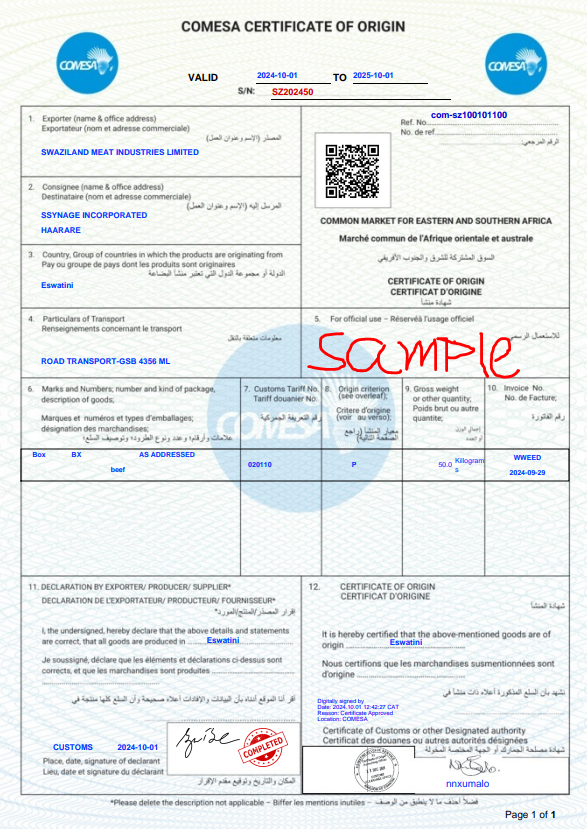 COMESA CERTIFICATE OF ORIGIN
COMESA
COMESA
VALID 2024-10-01 TO 2025-10-01
S/N: SZ202450
1. Exporter (name & office address)
Exportateur (nom et adresse commerciale)
المصدر (الإسم وعنوان العمل)
SWAZILAND MEAT INDUSTRIES LIMITED
com-sz100101100
Ref. No.
No. de ref.
الرقم المرجعي:
2. Consignee (name & office address)
Destinataire (nom et adresse commerciale)
المرسل إليه (الإسم وعنوان العمل)
SSYNAGE INCORPORATED
HAARARE
COMMON MARKET FOR EASTERN AND SOUTHERN AFRICA
Marché commun de l'Afrique orientale et australe
السوق المشتركة للشرق والجنوب الأفريقي
CERTIFICATE OF ORIGIN
CERTIFICAT D'ORIGINE
شهادة منشأ
3. Country, Group of countries in which the products are originating from
Pay ou groupe de pays dont les produits sont originaires
الدولة أو مجموعة الدول التي تعتبر منشأ البضاعة
Eswatini
4. Particulars of Transport
Renseignements concernant le transport
معلومات متعلقة بالنقل
ROAD TRANSPORT-GSB 4356 ML
5. For official use – Réservéà l'usage officiel
للاستعمال الرسمي
sample
6. Marks and Numbers; number and kind of package,
description of goods;
Marques et numéros et types d'emballages;
désignation des marchandises;
علامات وأرقام؛ وعدد ونوع الطرود؛ وتوصيف السلع؛
7. Customs Tariff No.
Tariff douanier No.
رقم التعريفة الجمركية
8. Origin criterion
(see overleaf);
Critere d'origine
(voir au verso);
معيار المنشأ (راجع
الصفحة التالية)
9. Gross weight
or other quantity;
Poids brut ou autre
quantité;
إجمالي الوزن
10. Invoice No.
No. de Facture;
رقم الفاتورة
COMESA
Box BX AS ADDRESSED
beef
020110
P
50.0 Kilogram
s
WWEED
2024-09-29
11. DECLARATION BY EXPORTER/ PRODUCER/ SUPPLIER*
DECLARATION DE L'EXPORTATEUR/ PRODUCTEUR/ FOURNISSEUR*
إقرار المصدر/المنتج/المورد*
I, the undersigned, hereby declare that the above details and statements
are correct, that all goods are produced in Eswatini
Je soussigné, déclare que les éléments et déclarations ci-dessus sont
corrects, et que les marchandises sont produites
أقر أنا الموقع أدناه بأن البيانات والإفادات أعلاه صحيحة وأن السلع كلها منتجة في
CUSTOMS 2024-10-01
COMPLETED
Place, date, signature of declarant
Lieu, date et signature du déclarant
المكان والتاريخ وتوقيع مقدم الإقرار
12. CERTIFICATE OF ORIGIN
CERTIFICAT D'ORIGINE
شهادة المنشأ
It is hereby certified that the above-mentioned goods are of
origin Eswatini
Nous certifions que les marchandises susmentionnées sont
d'origine
نشهد بأن السلع المذكورة أعلاه ذات منشأ في
Digitally signed by
Date: 2024.10.01 12:42:27 CAT
Reason: Certificate Approved
Location: COMESA
Certificate of Customs or other Designated authority
Certificat des douanes ou autres autorités désignées
شهادة مصلحة الجمارك أو الجهة المختصة المخولة
nnxumalo
*Please delete the description not applicable – Biffer les mentions inutiles – فضلاً احذف ما لا ينطبق من الوصف
Page 1 of 1